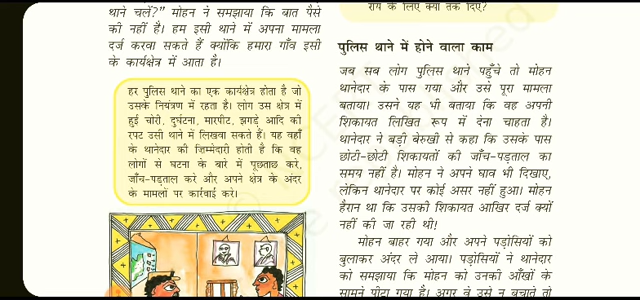 थाने चलें?" मोहन ने समझाया कि बात पैसे
की नहीं है। हम इसी थाने में अपना मामला
दर्ज करवा सकते हैं क्योंकि हमारा गाँव इसी
के कार्यक्षेत्र में आता है।
हर पुलिस थाने का एक कार्यक्षेत्र होता है जो
उसके नियंत्रण में रहता है। लोग उस क्षेत्र में
हुई चोरी, दुर्घटना, मारपीट, झगड़े आदि की
रपट उसी थाने में लिखवा सकते हैं। यह वहाँ
के थानेदार की जिम्मेदारी होती है कि वह
लोगों से घटना के बारे में पूछताछ करे,
जाँच-पड़ताल करे और अपने क्षेत्र के अंदर
के मामलों पर कार्रवाई करे।
राय के लिए क्या तर्क दिए?
पुलिस थाने में होने वाला काम
जब सब लोग पुलिस थाने पहुँचे तो मोहन
थानेदार के पास गया और उसे पूरा मामला
बताया। उसने यह भी बताया कि वह अपनी
शिकायत लिखित रूप में देना चाहता है।
थानेदार ने बड़ी बेरुखी से कहा कि उसके पास
छोटी-छोटी शिकायतों की जाँच-पड़ताल का
समय नहीं है। मोहन ने अपने घाव भी दिखाए,
लेकिन थानेदार पर कोई असर नहीं हुआ। मोहन
हैरान था कि उसकी शिकायत आखिर दर्ज क्यों
नहीं की जा रही थी!
मोहन बाहर गया और अपने पड़ोसियों को
बुलाकर अंदर ले आया। पड़ोसियों ने थानेदार
को समझाया कि मोहन को उनकी आँखों के
सामने पीटा गया है। अगर वे उसे न बचाते तो